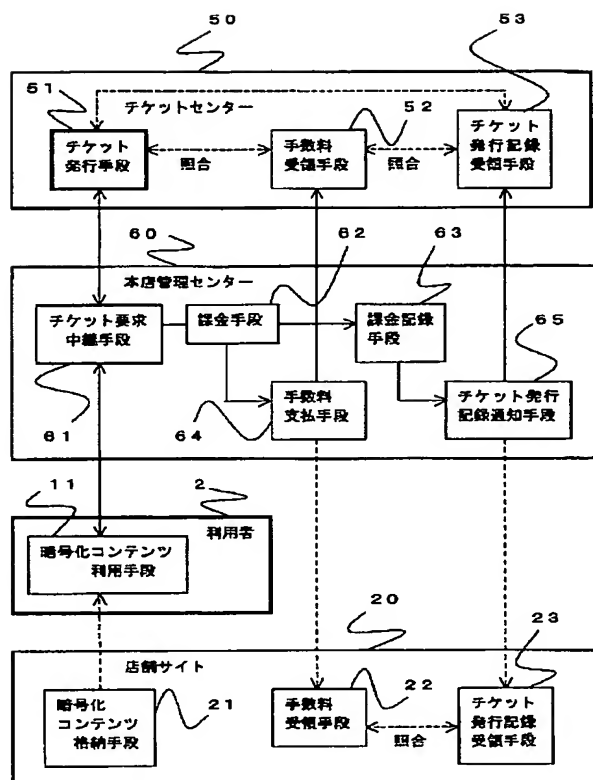 50
53
51
チケットセンター
52
チケット
発行手段
照合
手数料
受領手段
照合
チケット
発行記録
受領手段
60
62
63
本店管理センター
チケット要求
中継手段
課金手段
課金記録
手段
65
61
64
手数料
支払手段
チケット発行
記録通知手段
11
2
利用者
暗号化コンテンツ
利用手段
20
23
店舗サイト
暗号化
コンテンツ
格納手段
21
手数料
受領手段
22
照合
チケット
発行記録
受領手段